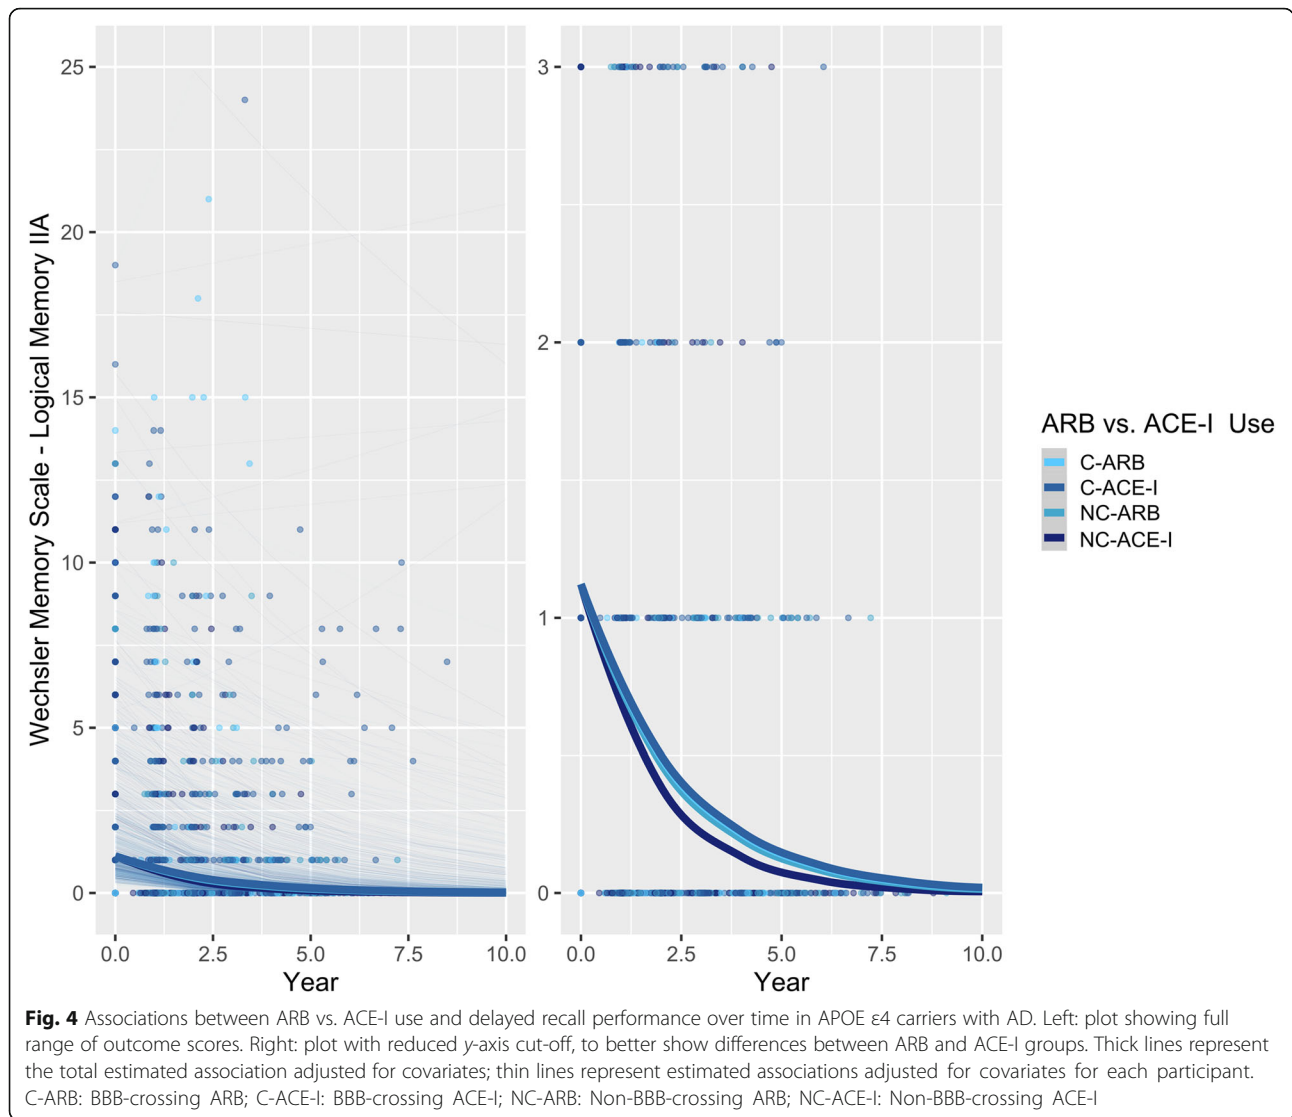 Wechsler Memory Scale - Logical Memory IIA
25
20
15
10
5
0
0.0 2.5 5.0 7.5 10.0
Year
3
2
1
0
0.0 2.5 5.0 7.5 10.0
Year
ARB vs. ACE-I Use
C-ARB
C-ACE-I
NC-ARB
NC-ACE-I
Fig. 4 Associations between ARB vs. ACE-I use and delayed recall performance over time in APOE ε4 carriers with AD. Left: plot showing full
range of outcome scores. Right: plot with reduced y-axis cut-off, to better show differences between ARB and ACE-I groups. Thick lines represent
the total estimated association adjusted for covariates; thin lines represent estimated associations adjusted for covariates for each participant.
C-ARB: BBB-crossing ARB; C-ACE-I: BBB-crossing ACE-I; NC-ARB: Non-BBB-crossing ARB; NC-ACE-I: Non-BBB-crossing ACE-I